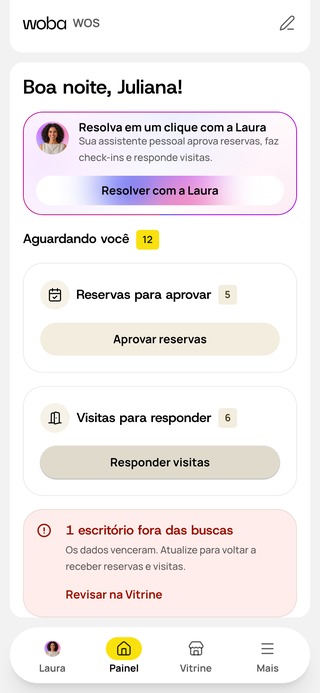 woba WOS
Boa noite, Juliana!
Resolva em um clique com a Laura
Sua assistente pessoal aprova reservas, faz
check-ins e responde visitas.
Resolver com a Laura
Aguardando você 12
Reservas para aprovar 5
Aprovar reservas
Visitas para responder 6
Responder visitas
1 escritório fora das buscas
Os dados venceram. Atualize para voltar a
receber reservas e visitas.
Revisar na Vitrine
Laura Painel Vitrine Mais